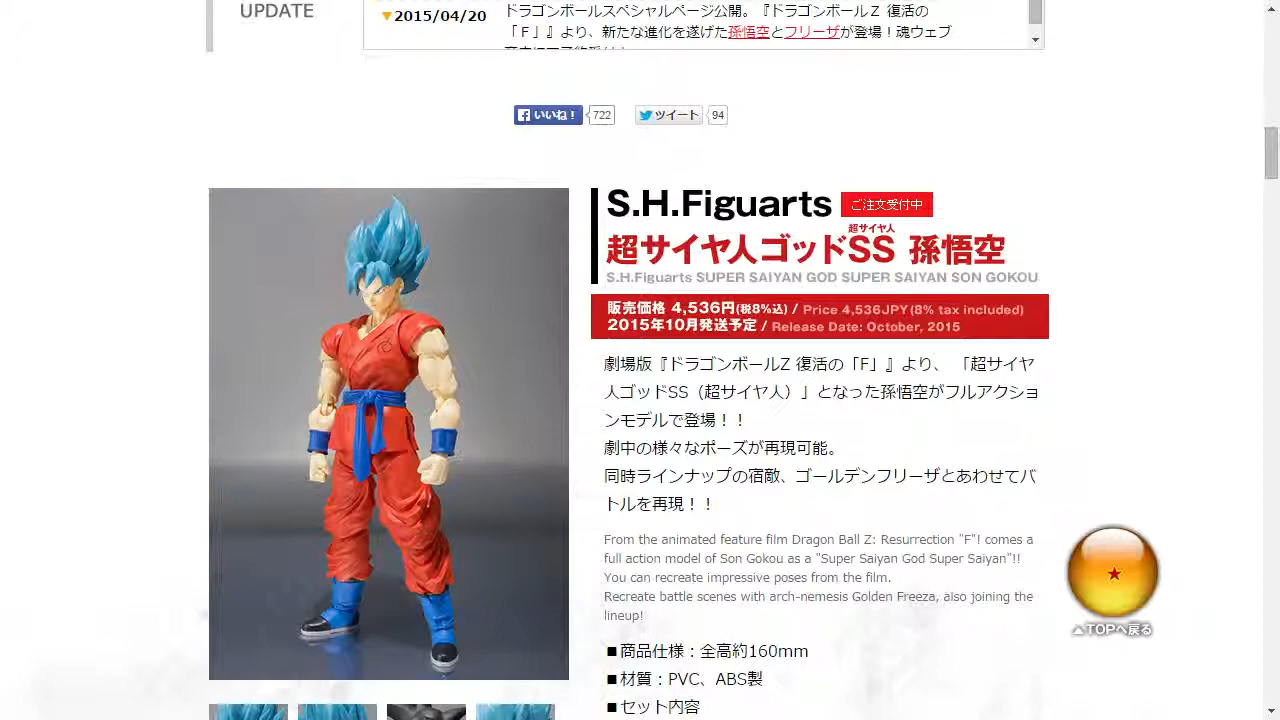 UPDATE
▼2015/04/20
ドラゴンボールスペシャルページ公開。『ドラゴンボールＺ 復活の
「Ｆ」』より、新たな進化を遂げた孫悟空とフリーザが登場！魂ウェブ
いいね！ 722
ツイート 94
S.H.Figuarts ご注文受付中
超サイヤ人
超サイヤ人ゴッドSS 孫悟空
S.H.Figuarts SUPER SAIYAN GOD SUPER SAIYAN SON GOKOU
販売価格 4,536円(税8%込) / Price 4,536JPY(8% tax included)
2015年10月発送予定 / Release Date: October, 2015
劇場版『ドラゴンボールZ 復活の「F」』より、 「超サイヤ
人ゴッドSS（超サイヤ人）」となった孫悟空がフルアクショ
ンモデルで登場！！
劇中の様々なポーズが再現可能。
同時ラインナップの宿敵、ゴールデンフリーザとあわせてバ
トルを再現！！
From the animated feature film Dragon Ball Z: Resurrection "F"! comes a
full action model of Son Gokou as a "Super Saiyan God Super Saiyan"!!
You can recreate impressive poses from the film.
Recreate battle scenes with arch-nemesis Golden Freeza, also joining the
lineup!
▲TOPへ戻る
■商品仕様：全高約160mm
■材質：PVC、ABS製
■セット内容